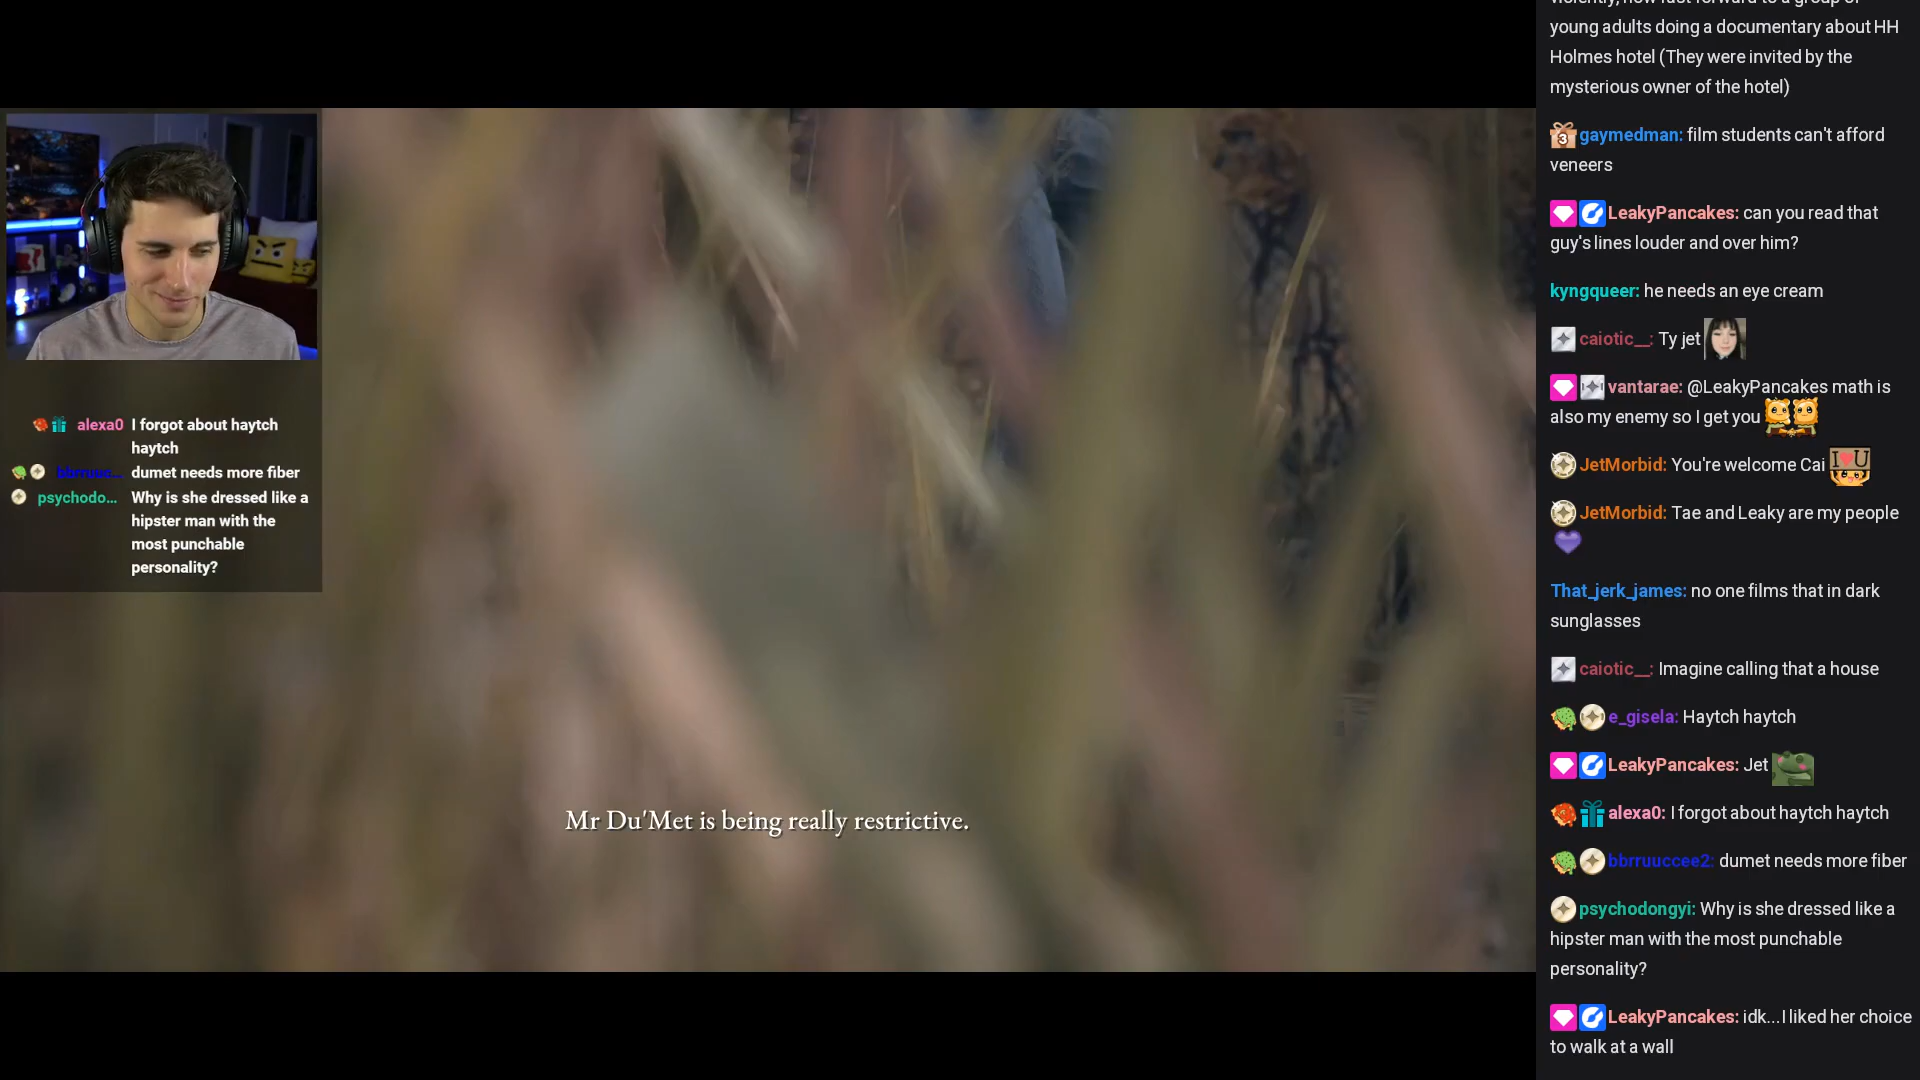 alexa0 I forgot about haytch
haytch
bbrruuc... dumet needs more fiber
psychodo... Why is she dressed like a
hipster man with the
most punchable
personality?
Mr Du'Met is being really restrictive.
young adults doing a documentary about HH
Holmes hotel (They were invited by the
mysterious owner of the hotel)
3 gaymedman: film students can't afford
veneers
LeakyPancakes: can you read that
guy's lines louder and over him?
kyngqueer: he needs an eye cream
caiotic__: Ty jet
vantarae: @LeakyPancakes math is
also my enemy so I get you
JetMorbid: You're welcome Cai I U
JetMorbid: Tae and Leaky are my people
That_jerk_james: no one films that in dark
sunglasses
caiotic__: Imagine calling that a house
e_gisela: Haytch haytch
LeakyPancakes: Jet
alexa0: I forgot about haytch haytch
bbrruuccee2: dumet needs more fiber
psychodongyi: Why is she dressed like a
hipster man with the most punchable
personality?
LeakyPancakes: idk...I liked her choice
to walk at a wall